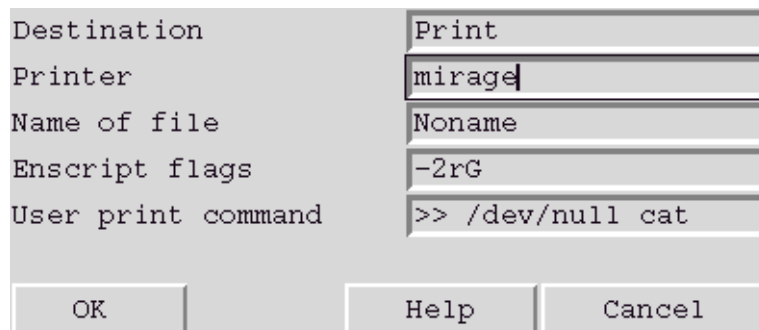 Destination Print
Printer mirage
Name of file Noname
Enscript flags -2rG
User print command >> /dev/null cat
OK Help Cancel